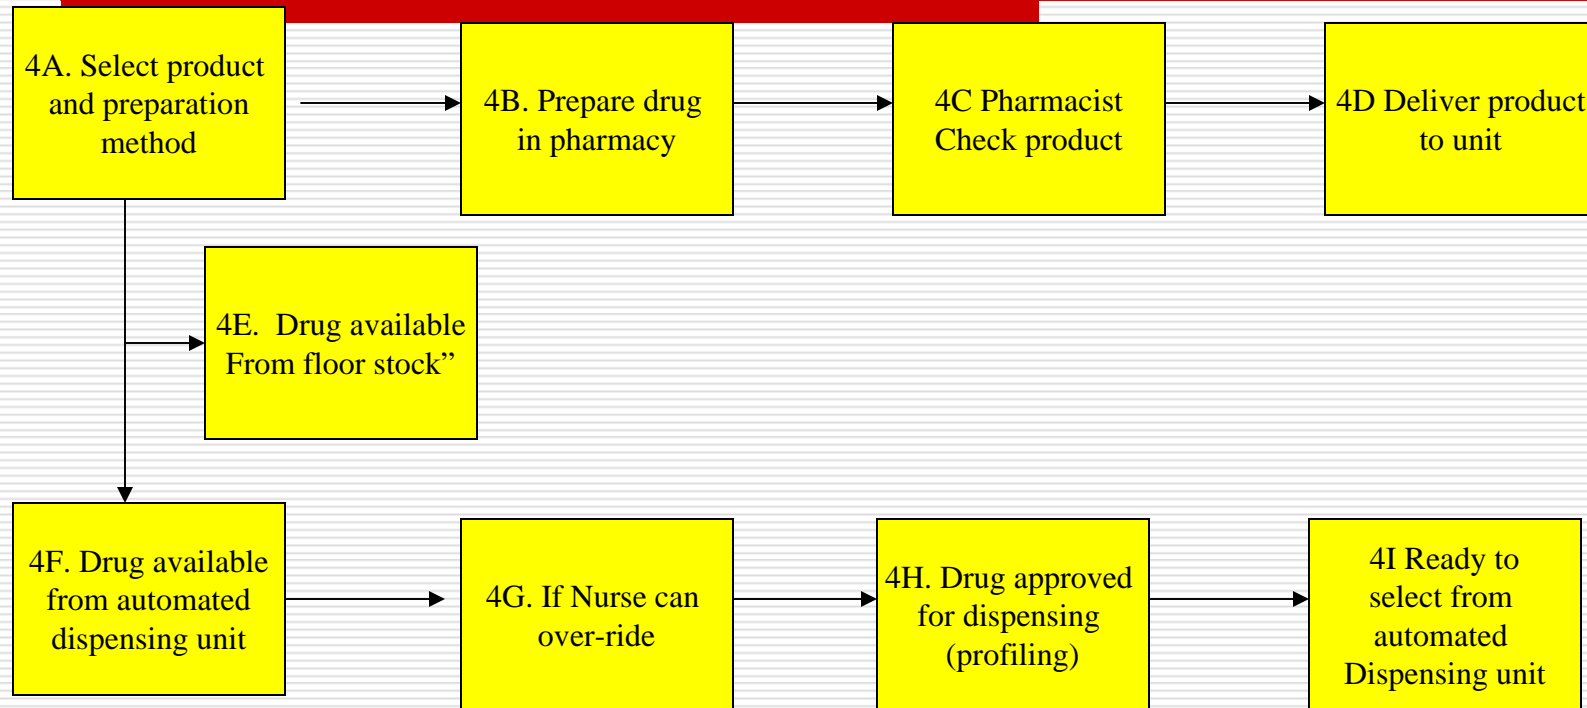 4A. Select product
and preparation
method
4B. Prepare drug
in pharmacy
4C Pharmacist
Check product
4D Deliver product
to unit
4E.  Drug available
From floor stock”
4F. Drug available
from automated
dispensing unit
4G. If Nurse can
over-ride
4H. Drug approved
for dispensing
(profiling)
4I Ready to
select from
automated
Dispensing unit